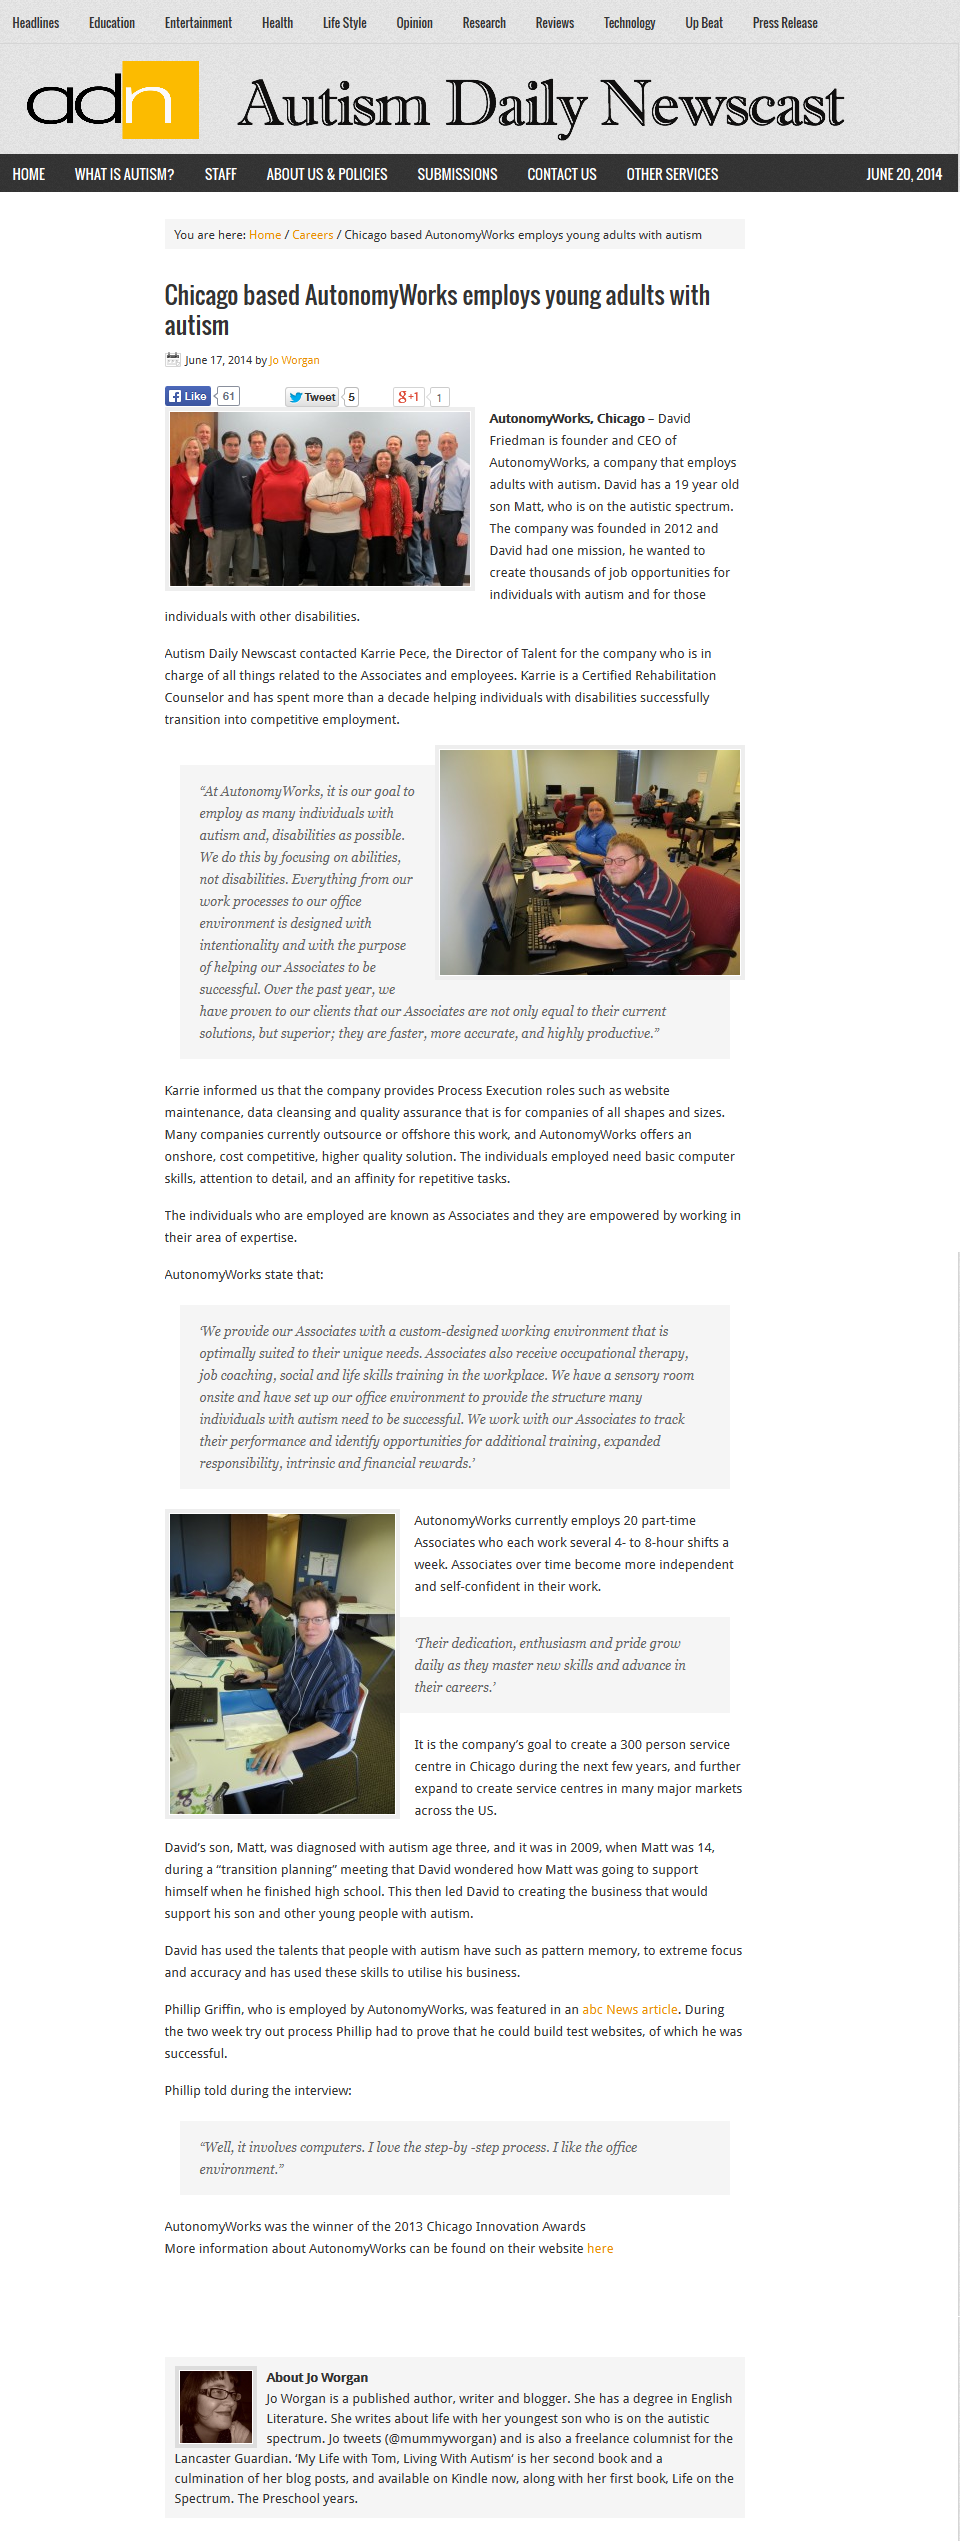 Headlines Education Entertainment Health Life Style Opinion Research Reviews Technology Up Beat Press Release
adn Autism Daily Newscast
HOME WHAT IS AUTISM? STAFF ABOUT US & POLICIES SUBMISSIONS CONTACT US OTHER SERVICES JUNE 20, 2014
You are here: Home / Careers / Chicago based AutonomyWorks employs young adults with autism
Chicago based AutonomyWorks employs young adults with
autism
June 17, 2014 by Jo Worgan
Like 61 Tweet 5 +1 1
AutonomyWorks, Chicago – David
Friedman is founder and CEO of
AutonomyWorks, a company that employs
adults with autism. David has a 19 year old
son Matt, who is on the autistic spectrum.
The company was founded in 2012 and
David had one mission, he wanted to
create thousands of job opportunities for
individuals with autism and for those
individuals with other disabilities.
Autism Daily Newscast contacted Karrie Pece, the Director of Talent for the company who is in
charge of all things related to the Associates and employees. Karrie is a Certified Rehabilitation
Counselor and has spent more than a decade helping individuals with disabilities successfully
transition into competitive employment.
“At AutonomyWorks, it is our goal to
employ as many individuals with
autism and, disabilities as possible.
We do this by focusing on abilities,
not disabilities. Everything from our
work processes to our office
environment is designed with
intentionality and with the purpose
of helping our Associates to be
successful. Over the past year, we
have proven to our clients that our Associates are not only equal to their current
solutions, but superior; they are faster, more accurate, and highly productive.”
Karrie informed us that the company provides Process Execution roles such as website
maintenance, data cleansing and quality assurance that is for companies of all shapes and sizes.
Many companies currently outsource or offshore this work, and AutonomyWorks offers an
onshore, cost competitive, higher quality solution. The individuals employed need basic computer
skills, attention to detail, and an affinity for repetitive tasks.
The individuals who are employed are known as Associates and they are empowered by working in
their area of expertise.
AutonomyWorks state that:
‘We provide our Associates with a custom-designed working environment that is
optimally suited to their unique needs. Associates also receive occupational therapy,
job coaching, social and life skills training in the workplace. We have a sensory room
onsite and have set up our office environment to provide the structure many
individuals with autism need to be successful. We work with our Associates to track
their performance and identify opportunities for additional training, expanded
responsibility, intrinsic and financial rewards.’
AutonomyWorks currently employs 20 part-time
Associates who each work several 4- to 8-hour shifts a
week. Associates over time become more independent
and self-confident in their work.
‘Their dedication, enthusiasm and pride grow
daily as they master new skills and advance in
their careers.’
It is the company’s goal to create a 300 person service
centre in Chicago during the next few years, and further
expand to create service centres in many major markets
across the US.
David’s son, Matt, was diagnosed with autism age three, and it was in 2009, when Matt was 14,
during a “transition planning” meeting that David wondered how Matt was going to support
himself when he finished high school. This then led David to creating the business that would
support his son and other young people with autism.
David has used the talents that people with autism have such as pattern memory, to extreme focus
and accuracy and has used these skills to utilise his business.
Phillip Griffin, who is employed by AutonomyWorks, was featured in an abc News article. During
the two week try out process Phillip had to prove that he could build test websites, of which he was
successful.
Phillip told during the interview:
“Well, it involves computers. I love the step-by -step process. I like the office
environment.”
AutonomyWorks was the winner of the 2013 Chicago Innovation Awards
More information about AutonomyWorks can be found on their website here
About Jo Worgan
Jo Worgan is a published author, writer and blogger. She has a degree in English
Literature. She writes about life with her youngest son who is on the autistic
spectrum. Jo tweets (@mummyworgan) and is also a freelance columnist for the
Lancaster Guardian. ‘My Life with Tom, Living With Autism‘ is her second book and a
culmination of her blog posts, and available on Kindle now, along with her first book, Life on the
Spectrum. The Preschool years.